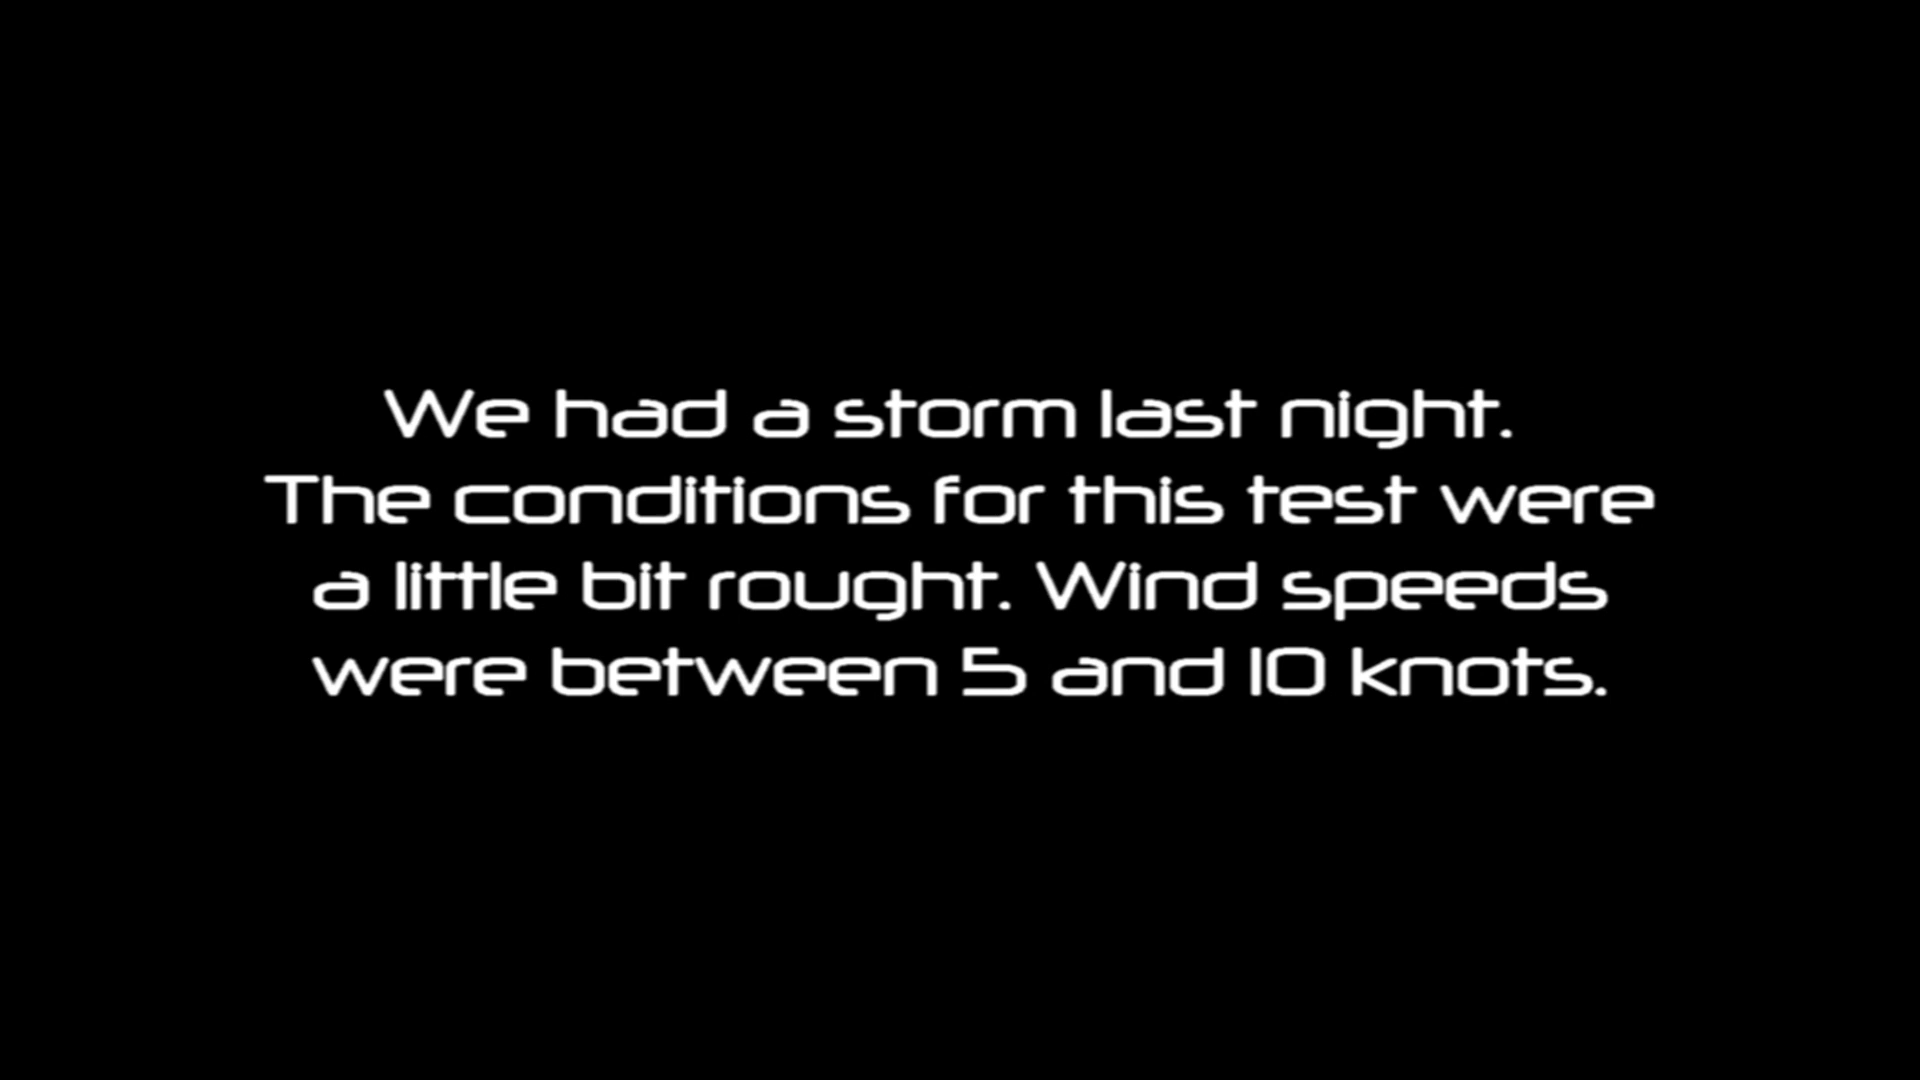 We had a storm last night.
The conditions for this test were
a little bit rought. Wind speeds
were between 5 and 10 knots.